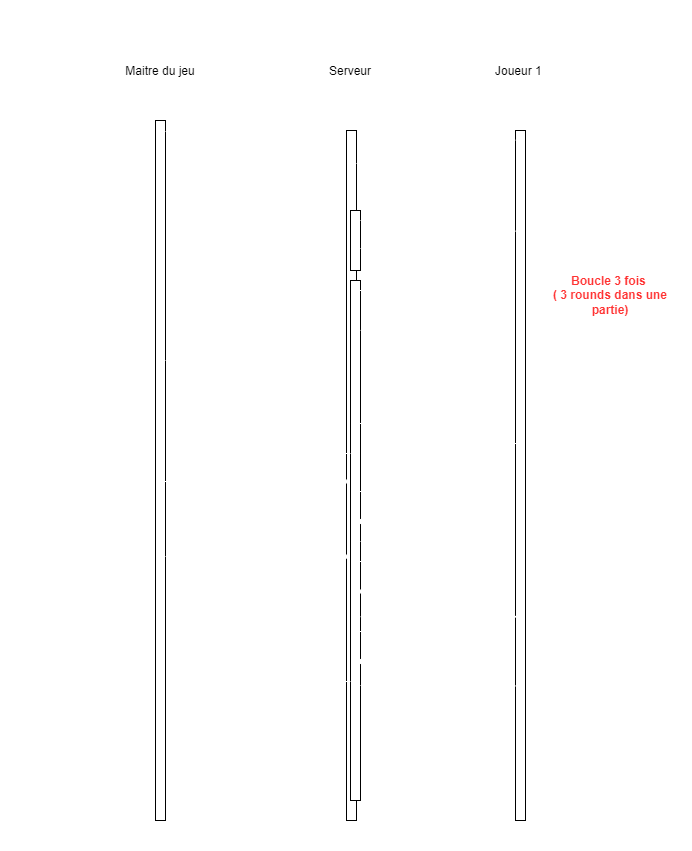 Maitre du jeu
Serveur
Joueur 1
Boucle 3 fois
( 3 rounds dans une
partie)